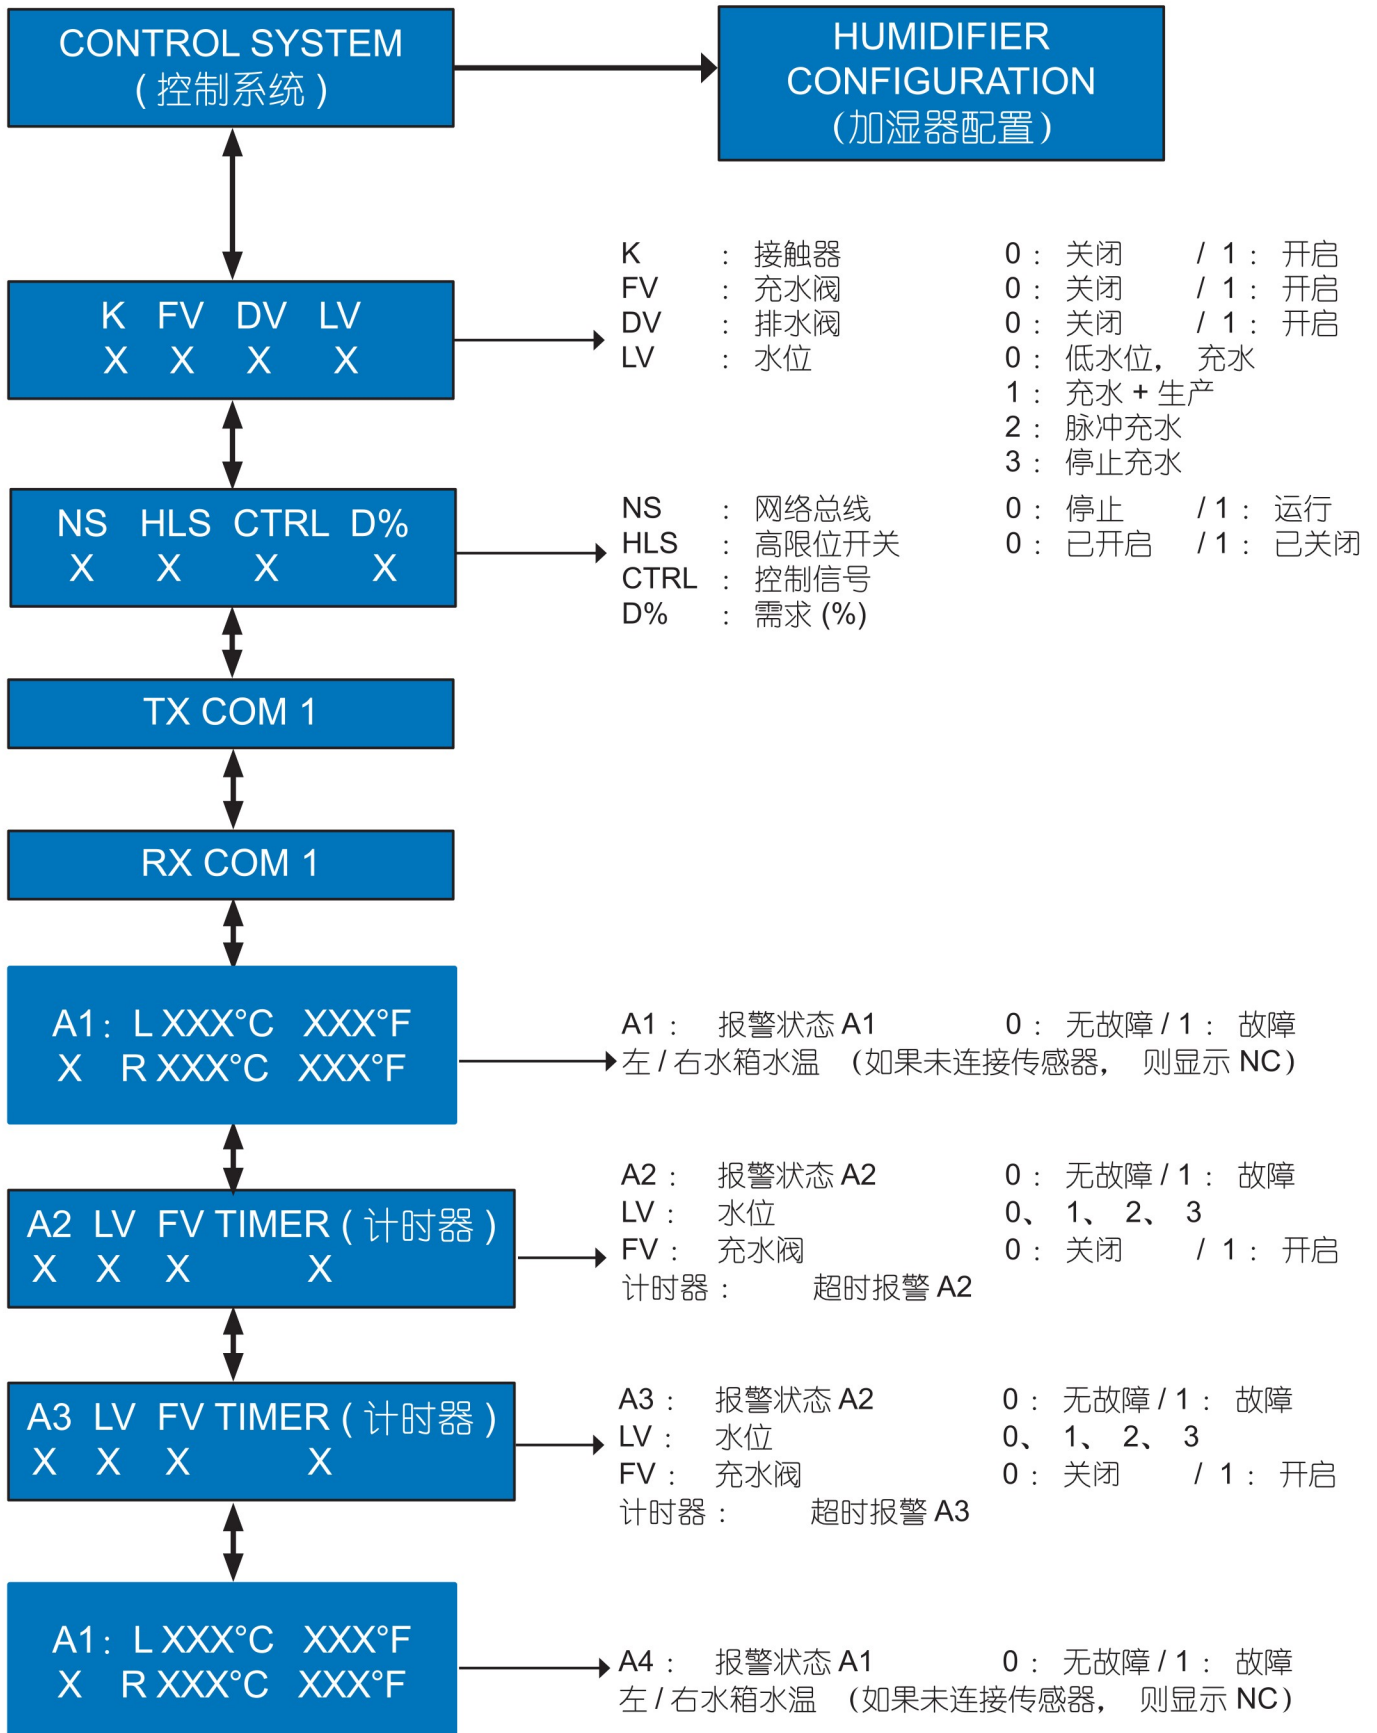 CONTROL SYSTEM
(控制系统)
HUMIDIFIER
CONFIGURATION
(加湿器配置)
K FV DV LV
X X X X
K : 接触器 0: 关闭 / 1: 开启
FV : 充水阀 0: 关闭 / 1: 开启
DV : 排水阀 0: 关闭 / 1: 开启
LV : 水位 0: 低水位, 充水
1: 充水 + 生产
2: 脉冲充水
3: 停止充水
NS HLS CTRL D%
X X X X
NS : 网络总线 0: 停止 / 1: 运行
HLS : 高限位开关 0: 已开启 / 1: 已关闭
CTRL : 控制信号
D% : 需求 (%)
TX COM 1
RX COM 1
A1: L XXX°C XXX°F
X R XXX°C XXX°F
A1: 报警状态 A1 0: 无故障 / 1: 故障
左 / 右水箱水温 (如果未连接传感器, 则显示 NC)
A2 LV FV TIMER (计时器)
X X X X
A2: 报警状态 A2 0: 无故障 / 1: 故障
LV: 水位 0、 1、 2、 3
FV: 充水阀 0: 关闭 / 1: 开启
计时器: 超时报警 A2
A3 LV FV TIMER (计时器)
X X X X
A3: 报警状态 A2 0: 无故障 / 1: 故障
LV: 水位 0、 1、 2、 3
FV: 充水阀 0: 关闭 / 1: 开启
计时器: 超时报警 A3
A1: L XXX°C XXX°F
X R XXX°C XXX°F
A4: 报警状态 A1 0: 无故障 / 1: 故障
左 / 右水箱水温 (如果未连接传感器, 则显示 NC)